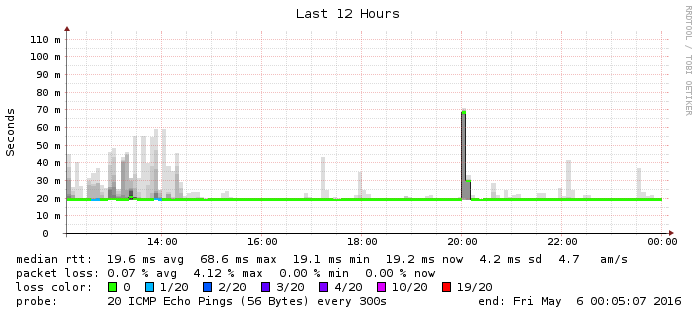 Last 12 Hours
RRDTOOL / TOBI OETIKER
Seconds
110 m
100 m
90 m
80 m
70 m
60 m
50 m
40 m
30 m
20 m
10 m
0
14:00 16:00 18:00 20:00 22:00 00:00
median rtt: 19.6 ms avg 68.6 ms max 19.1 ms min 19.2 ms now 4.2 ms sd 4.7 am/s
packet loss: 0.07 % avg 4.12 % max 0.00 % min 0.00 % now
loss color: 0 1/20 2/20 3/20 4/20 10/20 19/20
probe: 20 ICMP Echo Pings (56 Bytes) every 300s end: Fri May 6 00:05:07 2016